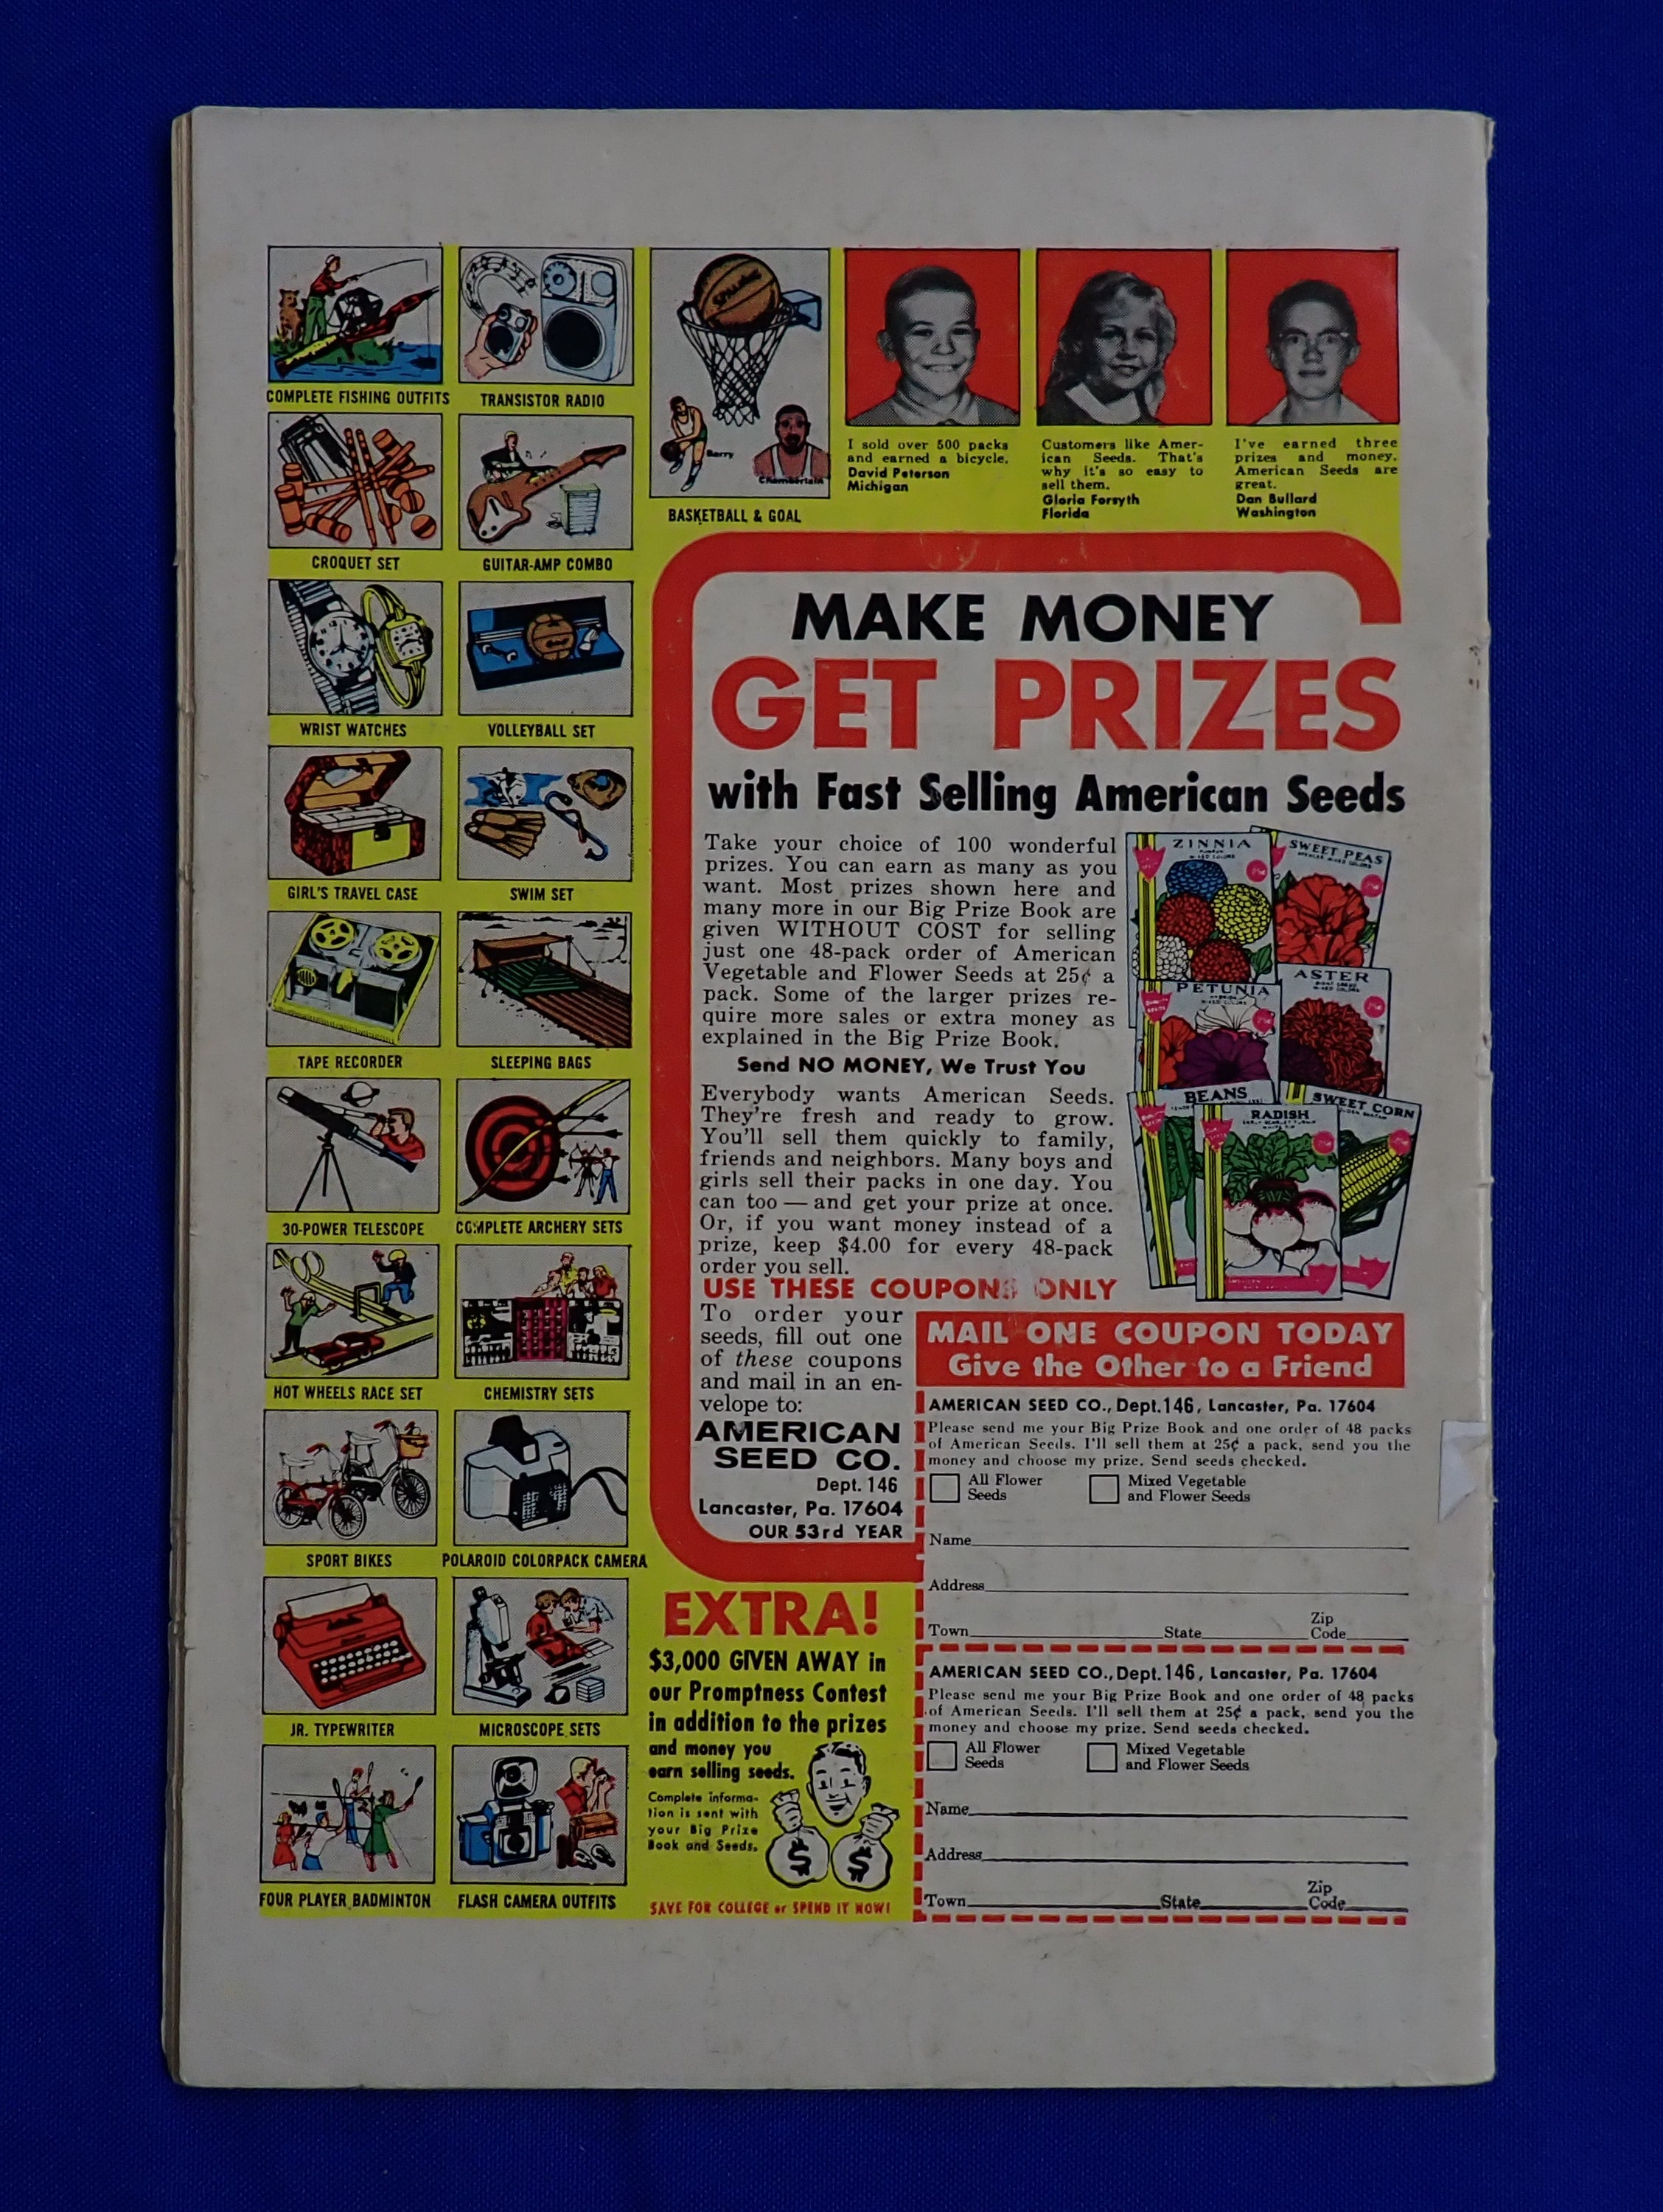 COMPLETE FISHING OUTFITS
TRANSISTOR RADIO
CROQUET SET
GUITAR-AMP COMBO
WRIST WATCHES
VOLLEYBALL SET
GIRL'S TRAVEL CASE
SWIM SET
TAPE RECORDER
SLEEPING BAGS
30-POWER TELESCOPE
COMPLETE ARCHERY SETS
HOT WHEELS RACE SET
CHEMISTRY SETS
SPORT BIKES
POLAROID COLORPACK CAMERA
JR. TYPEWRITER
MICROSCOPE SETS
FOUR PLAYER BADMINTON
FLASH CAMERA OUTFITS
Spalding
Barry
Chamberlain
BASKETBALL & GOAL
I sold over 500 packs
and earned a bicycle.
David Peterson
Michigan
Customers like Amer-
ican Seeds. That's
why it's so easy to
sell them.
Gloria Forsyth
Florida
I've earned three
prizes and money.
American Seeds are
great.
Dan Bullard
Washington
MAKE MONEY
GET PRIZES
with Fast Selling American Seeds
Take your choice of 100 wonderful
prizes. You can earn as many as you
want. Most prizes shown here and
many more in our Big Prize Book are
given WITHOUT COST for selling
just one 48-pack order of American
Vegetable and Flower Seeds at 25¢ a
pack. Some of the larger prizes re-
quire more sales or extra money as
explained in the Big Prize Book.
Send NO MONEY, We Trust You
Everybody wants American Seeds.
They're fresh and ready to grow.
You'll sell them quickly to family,
friends and neighbors. Many boys and
girls sell their packs in one day. You
can too — and get your prize at once.
Or, if you want money instead of a
prize, keep $4.00 for every 48-pack
order you sell.
ZINNIA
MIXED COLORS
SWEET PEAS
MIXED COLORS
PETUNIA
MIXED COLORS
ASTER
MIXED COLORS
BEANS
RADISH
SWEET CORN
USE THESE COUPONS ONLY
To order your
seeds, fill out one
of these coupons
and mail in an en-
velope to:
AMERICAN
SEED CO.
Dept. 146
Lancaster, Pa. 17604
OUR 53rd YEAR
MAIL ONE COUPON TODAY
Give the Other to a Friend
AMERICAN SEED CO., Dept. 146, Lancaster, Pa. 17604
Please send me your Big Prize Book and one order of 48 packs
of American Seeds. I'll sell them at 25¢ a pack, send you the
money and choose my prize. Send seeds checked.
All Flower
Seeds
Mixed Vegetable
and Flower Seeds
Name
Address
Town State Zip
Code
AMERICAN SEED CO., Dept. 146, Lancaster, Pa. 17604
Please send me your Big Prize Book and one order of 48 packs
of American Seeds. I'll sell them at 25¢ a pack, send you the
money and choose my prize. Send seeds checked.
All Flower
Seeds
Mixed Vegetable
and Flower Seeds
Name
Address
Town State Zip
Code
EXTRA!
$3,000 GIVEN AWAY in
our Promptness Contest
in addition to the prizes
and money you
earn selling seeds.
Complete informa-
tion is sent with
your Big Prize
Book and Seeds.
$
$
SAVE FOR COLLEGE or SPEND IT NOW!